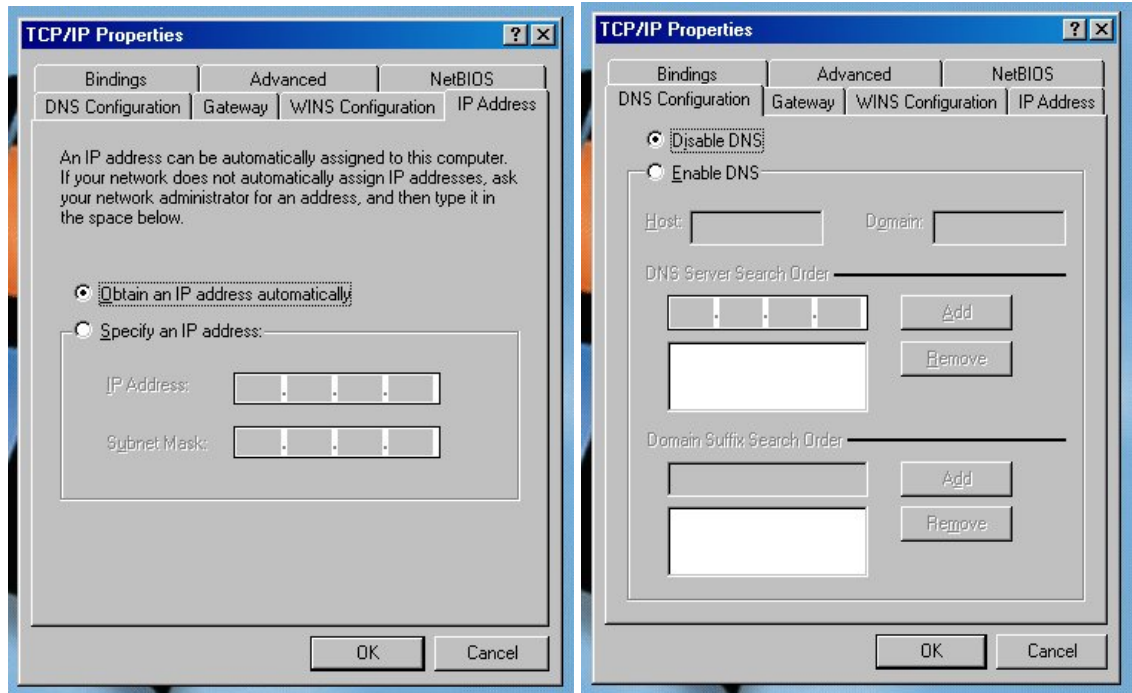 TCP/IP Properties
Bindings Advanced NetBIOS
DNS Configuration Gateway WINS Configuration IP Address
An IP address can be automatically assigned to this computer.
If your network does not automatically assign IP addresses, ask
your network administrator for an address, and then type it in
the space below.
Obtain an IP address automatically
Specify an IP address:
IP Address:
Subnet Mask:
OK Cancel
TCP/IP Properties
Bindings Advanced NetBIOS
DNS Configuration Gateway WINS Configuration IP Address
Disable DNS
Enable DNS
Host: Domain:
DNS Server Search Order
Add
Remove
Domain Suffix Search Order
Add
Remove
OK Cancel